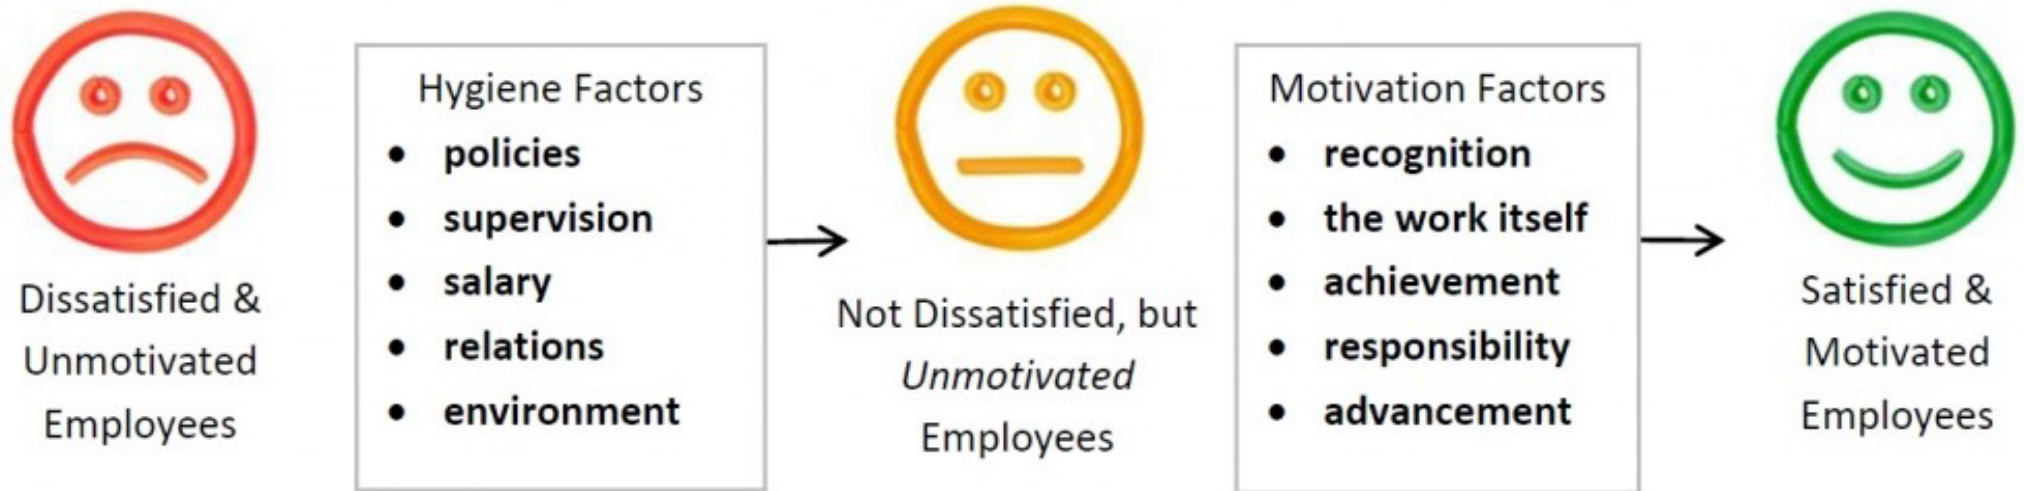 Dissatisfied &
Unmotivated
Employees
Hygiene Factors
• policies
• supervision
• salary
• relations
• environment
Not Dissatisfied, but
Unmotivated
Employees
Motivation Factors
• recognition
• the work itself
• achievement
• responsibility
• advancement
Satisfied &
Motivated
Employees